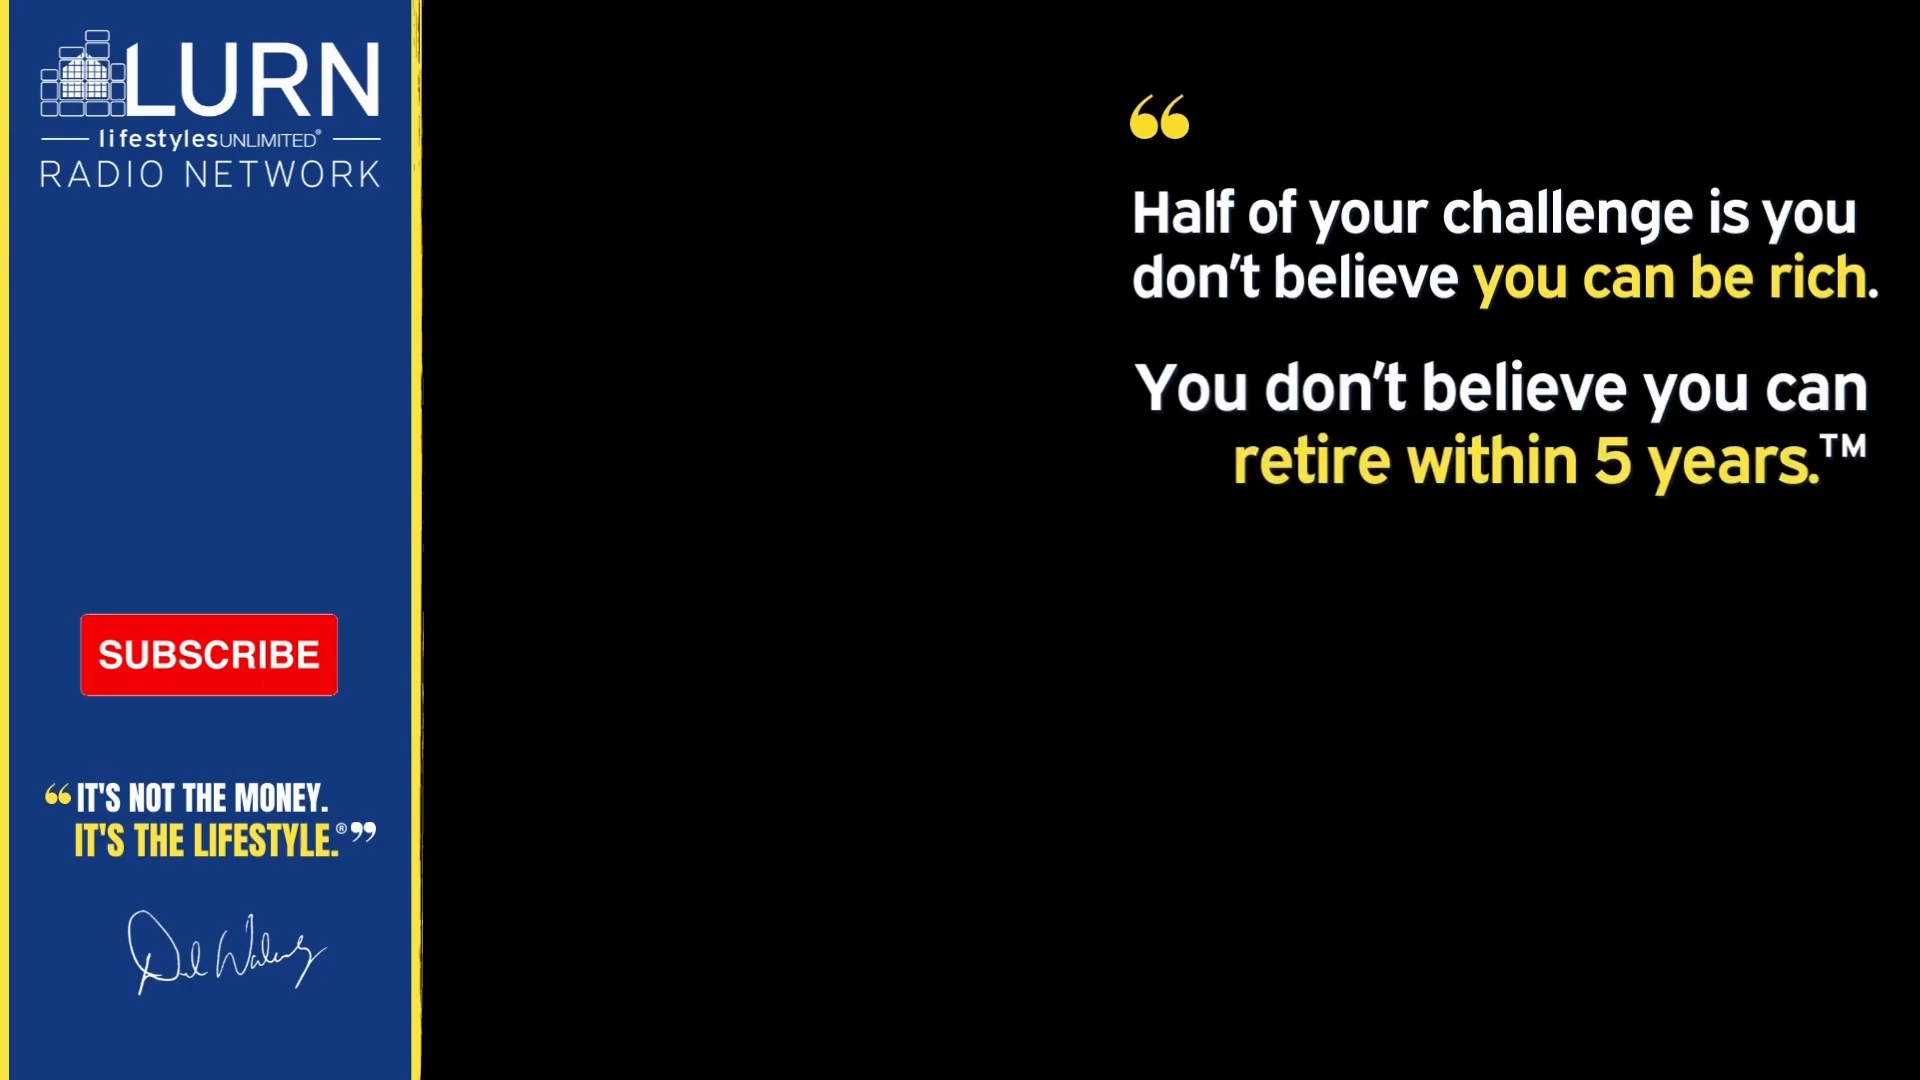 LURN
lifestylesUNLIMITED®
RADIO NETWORK
SUBSCRIBE
“IT'S NOT THE MONEY.
IT'S THE LIFESTYLE.®”
“
Half of your challenge is you
don’t believe you can be rich.
You don’t believe you can
retire within 5 years.™